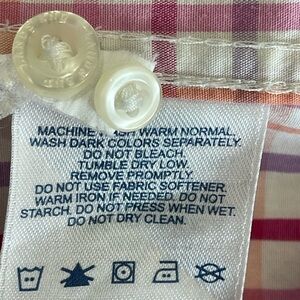 MACHINE WASH WARM NORMAL.
WASH DARK COLORS SEPARATELY.
DO NOT BLEACH.
TUMBLE DRY LOW.
REMOVE PROMPTLY.
DO NOT USE FABRIC SOFTENER.
WARM IRON IF NEEDED. DO NOT
STARCH. DO NOT PRESS WHEN WET.
DO NOT DRY CLEAN.